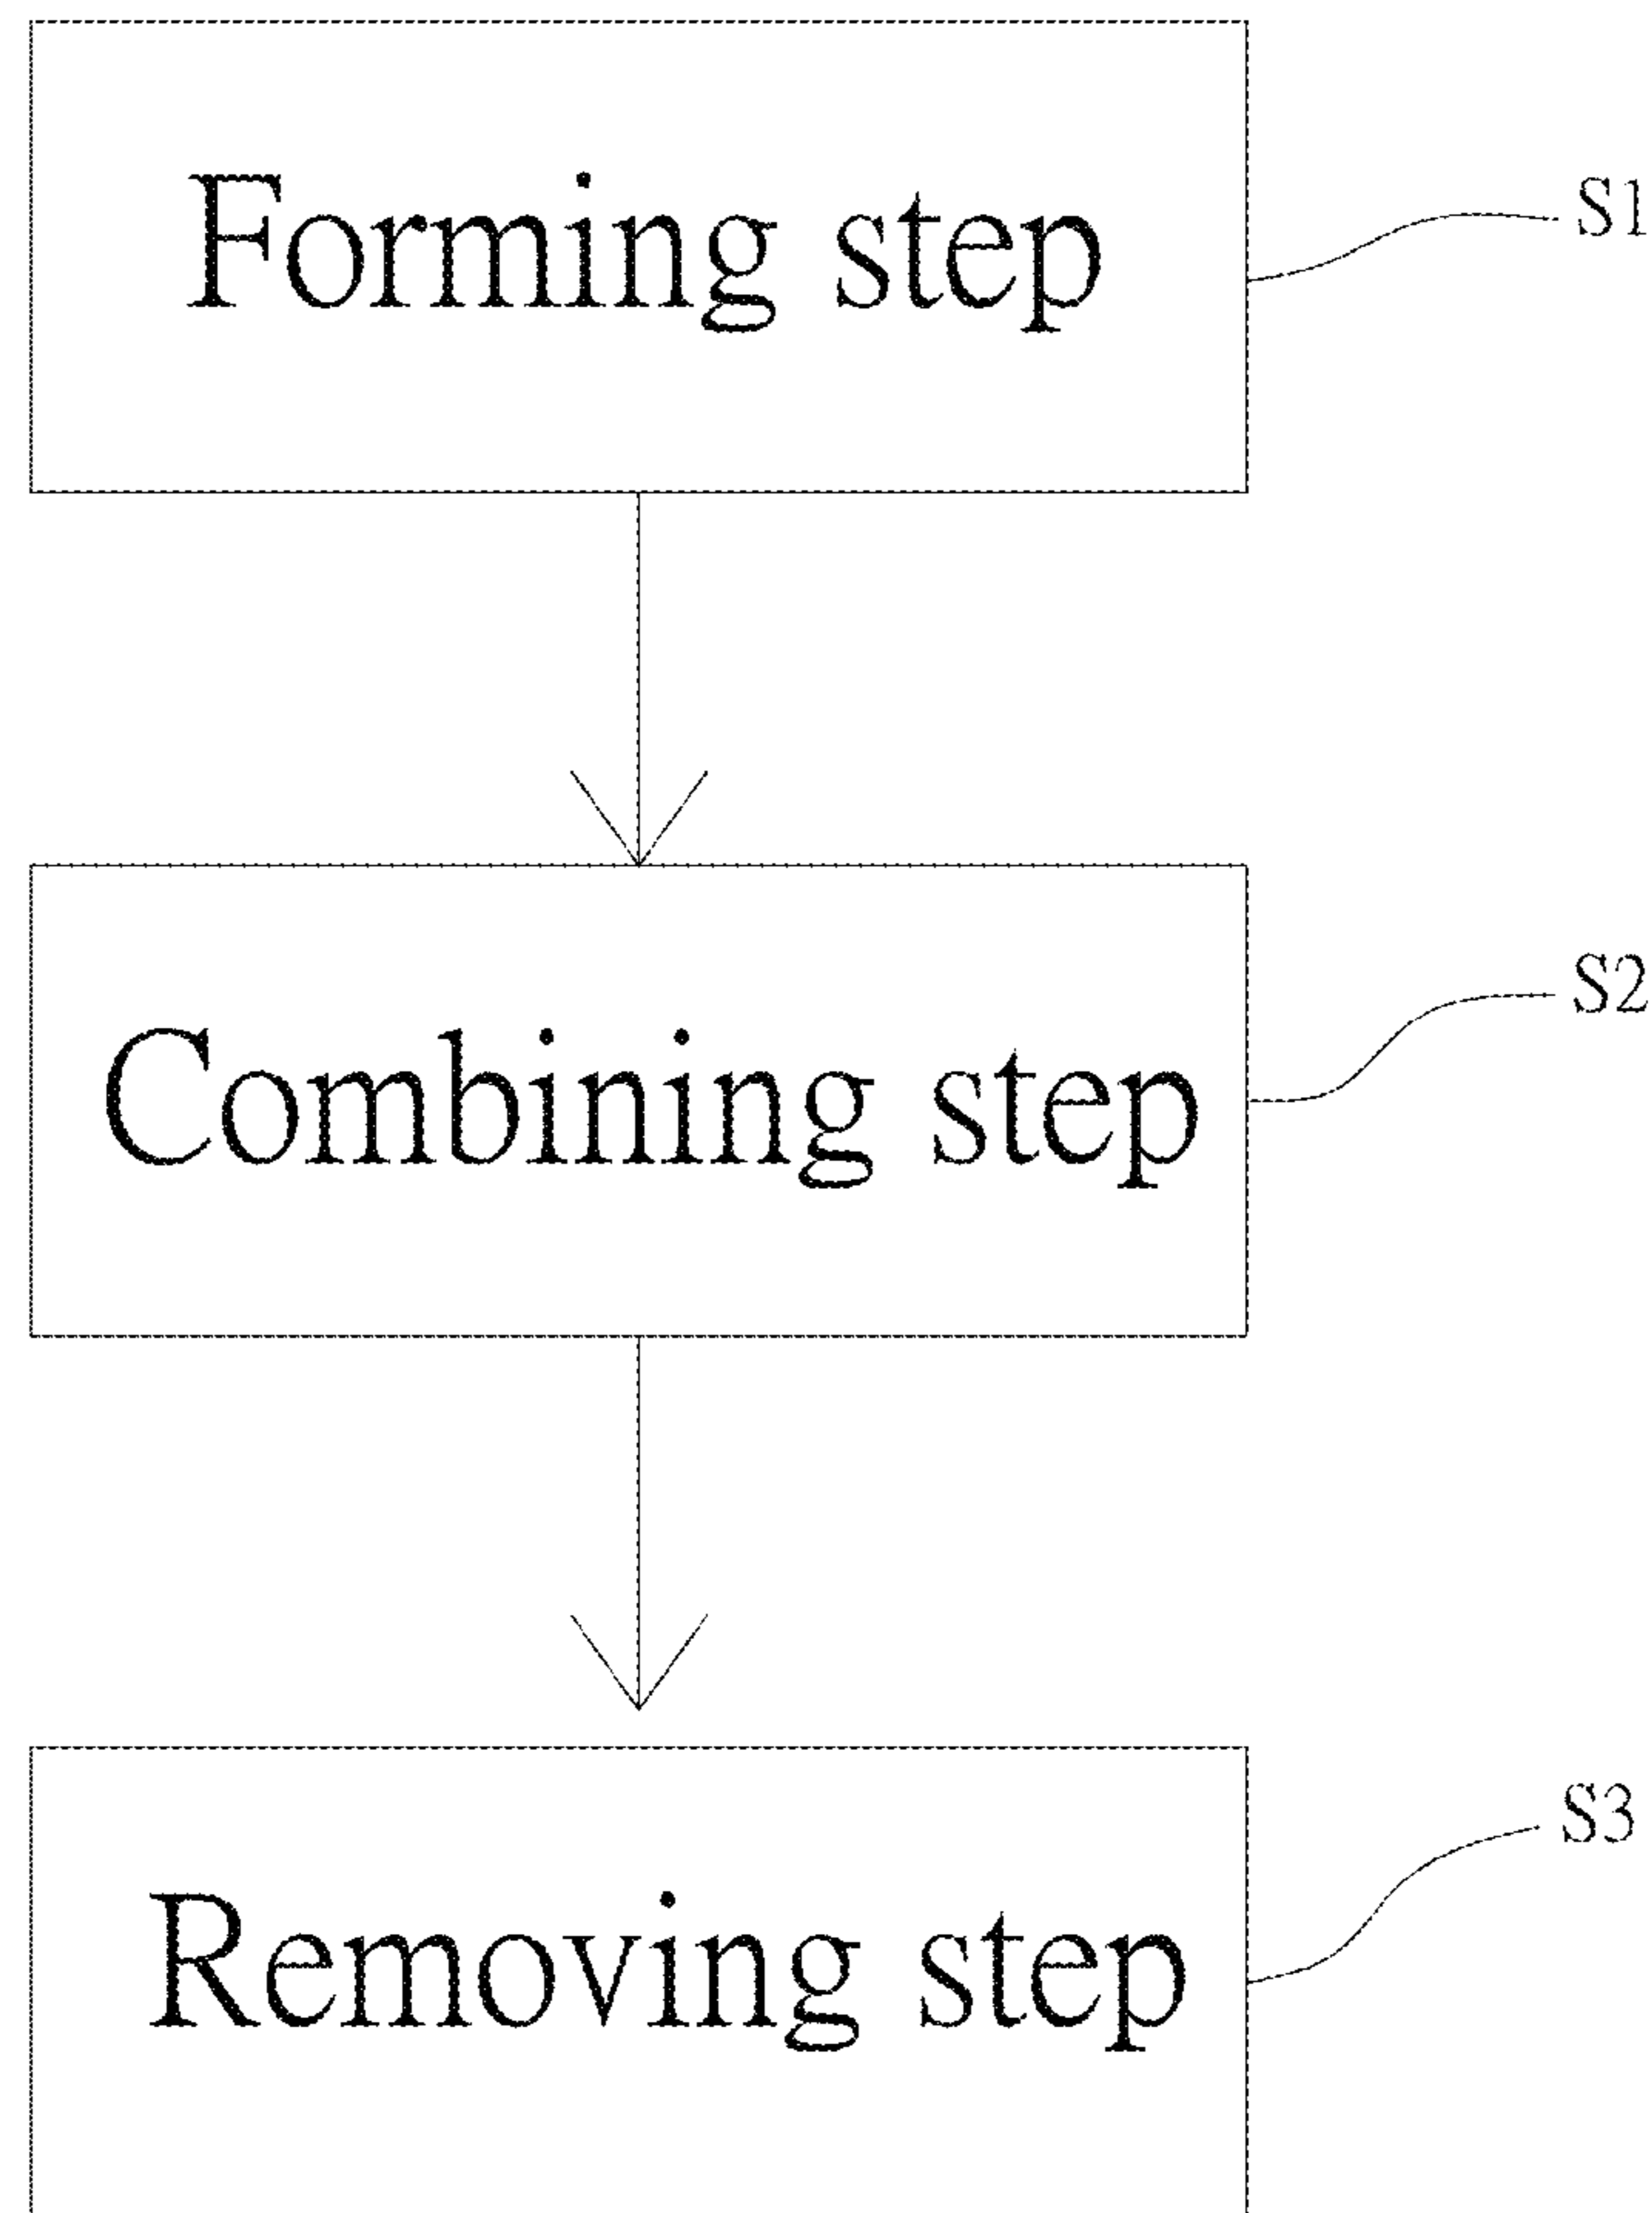 Forming step
S1
Combining step
S2
Removing step
S3